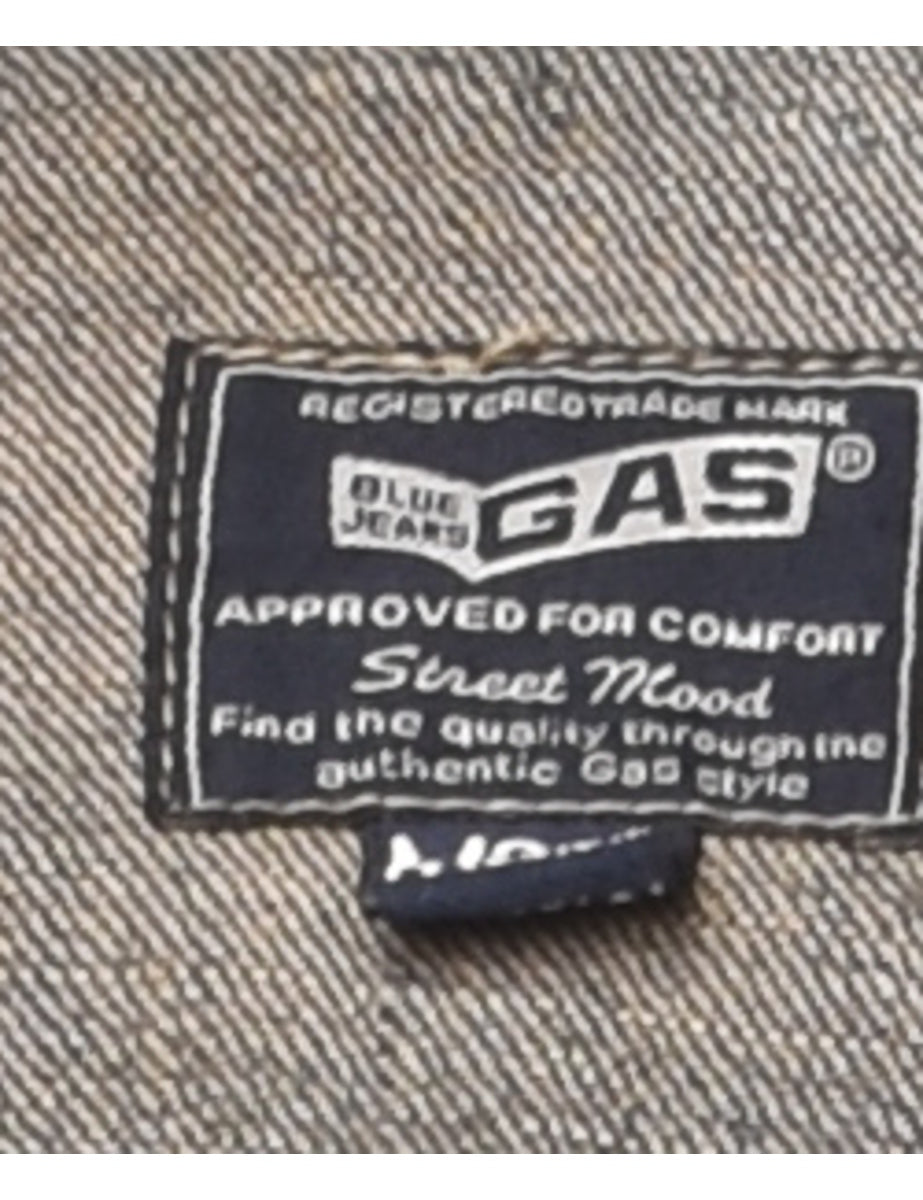 REGISTERED TRADE MARK
BLUE JEANS GAS ®
APPROVED FOR COMFORT
Street Mood
Find the quality through the
authentic Gas style